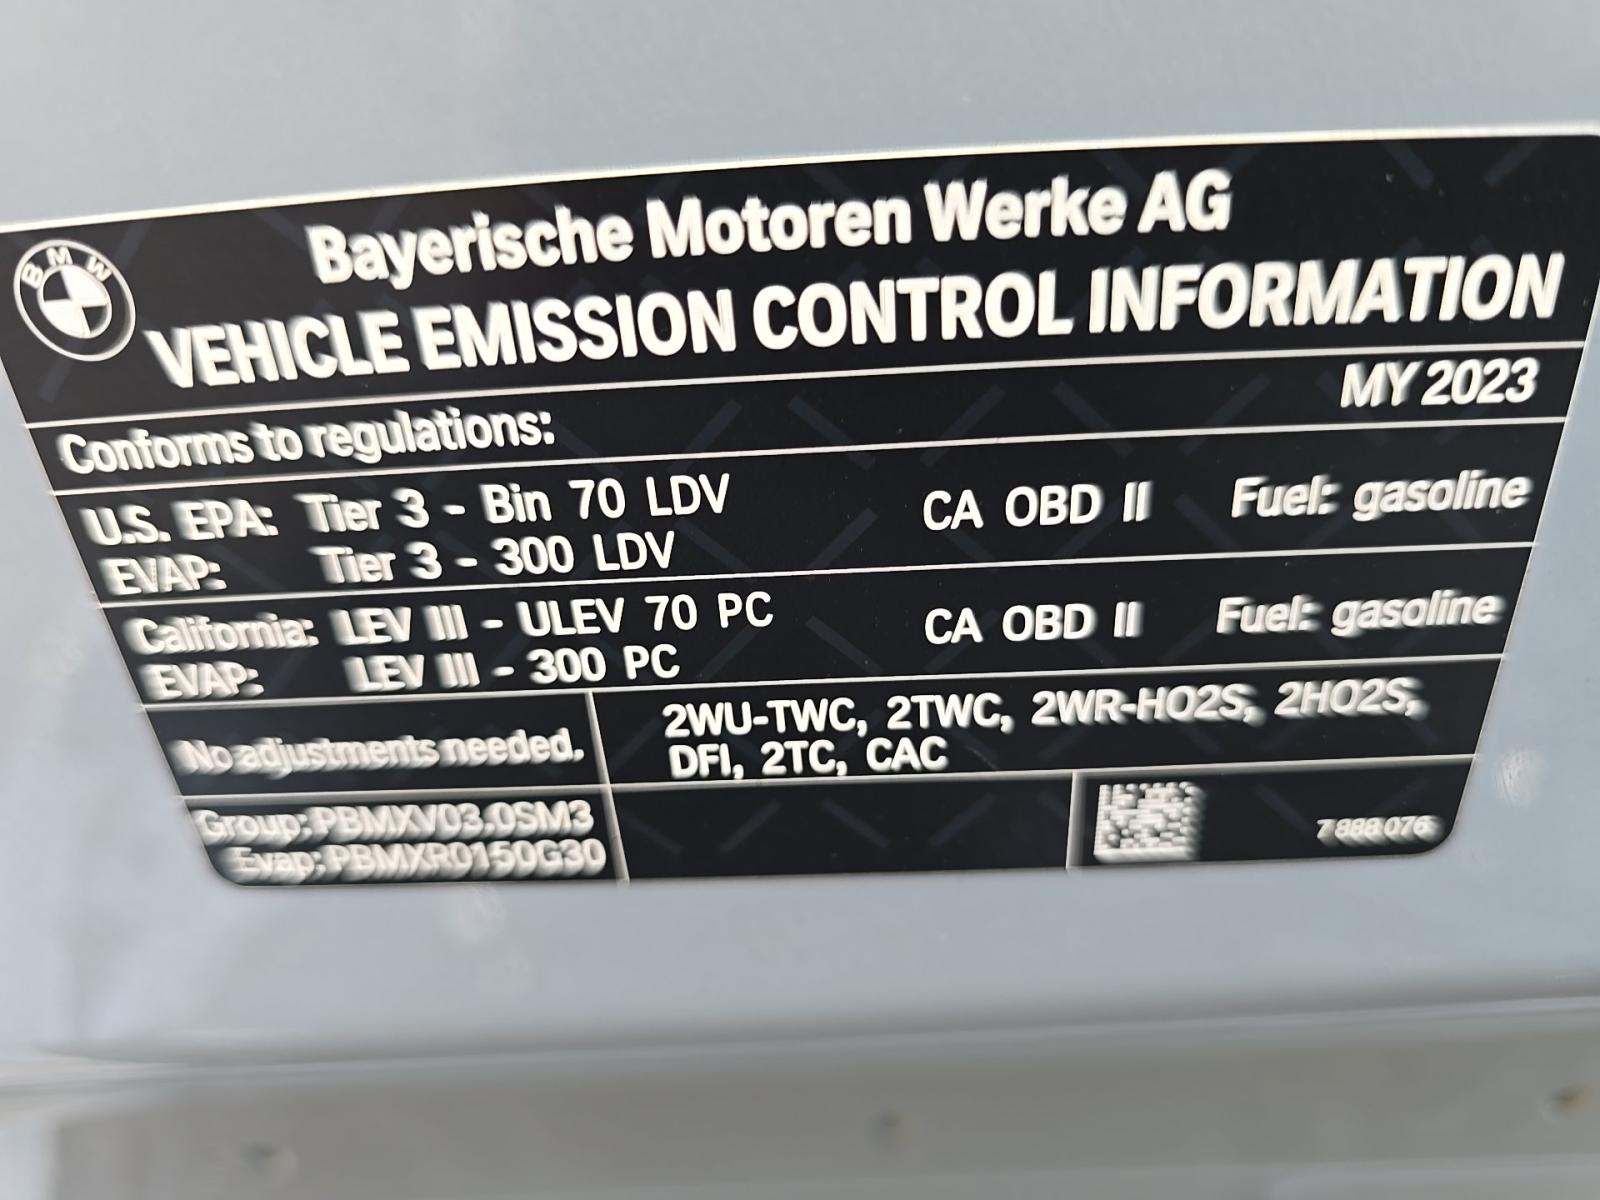 BMW
Bayerische Motoren Werke AG
VEHICLE EMISSION CONTROL INFORMATION
MY 2023
Conforms to regulations:
U.S. EPA: Tier 3 - Bin 70 LDV CA OBD II Fuel: gasoline
EVAP: Tier 3 - 300 LDV
California: LEV III - ULEV 70 PC CA OBD II Fuel: gasoline
EVAP: LEV III - 300 PC
No adjustments needed.
2WU-TWC, 2TWC, 2WR-HO2S, 2HO2S,
DFI, 2TC, CAC
Group: PBMXV03.0SM3
Evap: PBMXR0150G30
7 888 076